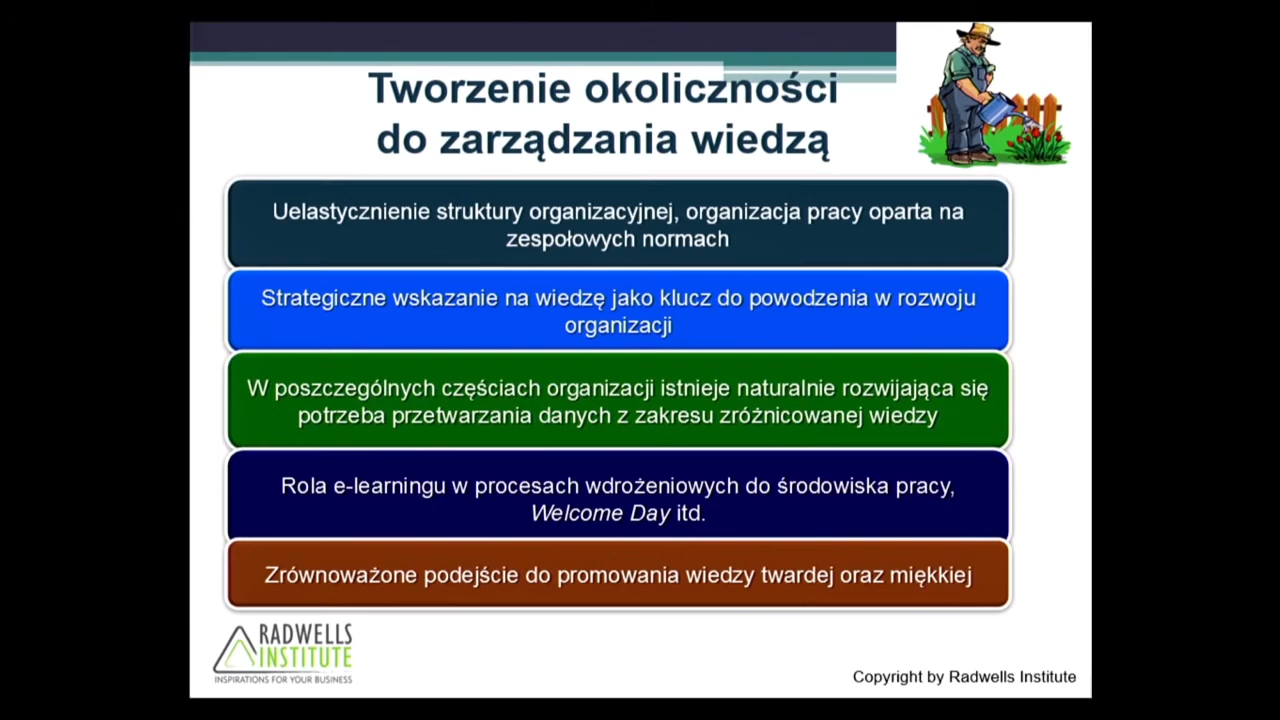 Tworzenie okoliczności
do zarządzania wiedzą
Uelastycznienie struktury organizacyjnej, organizacja pracy oparta na
zespołowych normach
Strategiczne wskazanie na wiedzę jako klucz do powodzenia w rozwoju
organizacji
W poszczególnych częściach organizacji istnieje naturalnie rozwijająca się
potrzeba przetwarzania danych z zakresu zróżnicowanej wiedzy
Rola e-learningu w procesach wdrożeniowych do środowiska pracy,
Welcome Day itd.
Zrównoważone podejście do promowania wiedzy twardej oraz miękkiej
RADWELLS
INSTITUTE
INSPIRATIONS FOR YOUR BUSINESS
Copyright by Radwells Institute